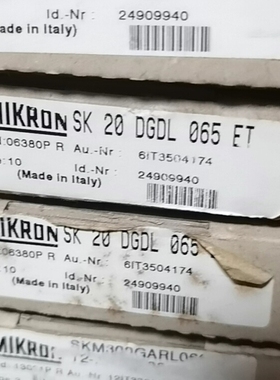 Id.-Nr : 24909940
Made in Italy)
MIKRON SK 20 DGDL 065 ET
:06380P R Au.-Nr : 6IT3504174
:10 Id.-Nr : 24909940
(Made in Italy)
MIKRON SK 20 DGDL 065
06380P R Au.-Nr : 6IT3504174
:10 Id.-Nr : 24909940
(Made in Italy)
MIKRO